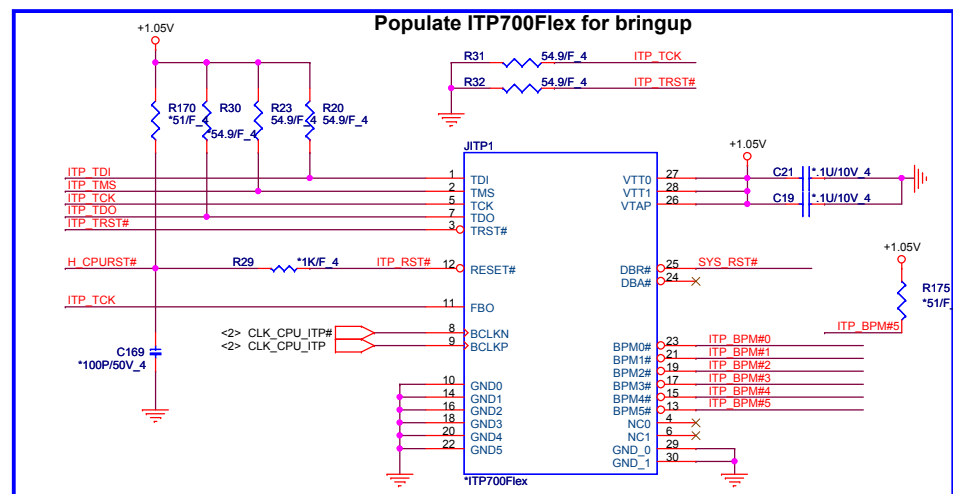 Populate ITP700Flex for bringup
+1.05V
R31 54.9/F_4 ITP_TCK
R32 54.9/F_4 ITP_TRST#
R170 R30 R23 R20
*51/F_4 *54.9/F_4 54.9/F_4 54.9/F_4
JITP1
+1.05V
ITP_TDI 1 TDI
ITP_TMS 2 TMS
ITP_TCK 5 TCK
ITP_TDO 7 TDO
ITP_TRST# 3 TRST#
VTT0 27 C21 *.1U/10V_4
VTT1 28
VTAP 26 C19 *.1U/10V_4
H_CPURST# R29 *1K/F_4 ITP_RST# 12 RESET#
DBR# 25 SYS_RST#
DBA# 24
+1.05V
R175
*51/F_
ITP_BPM#5
ITP_TCK 11 FBO
<2> CLK_CPU_ITP# 8 BCLKN
<2> CLK_CPU_ITP 9 BCLKP
C169
*100P/50V_4
BPM0# 23 ITP_BPM#0
BPM1# 21 ITP_BPM#1
BPM2# 19 ITP_BPM#2
BPM3# 17 ITP_BPM#3
BPM4# 15 ITP_BPM#4
BPM5# 13 ITP_BPM#5
10 GND0
14 GND1
16 GND2
18 GND3
20 GND4
22 GND5
NC0 4
NC1 6
GND_0 29
GND_1 30
*ITP700Flex